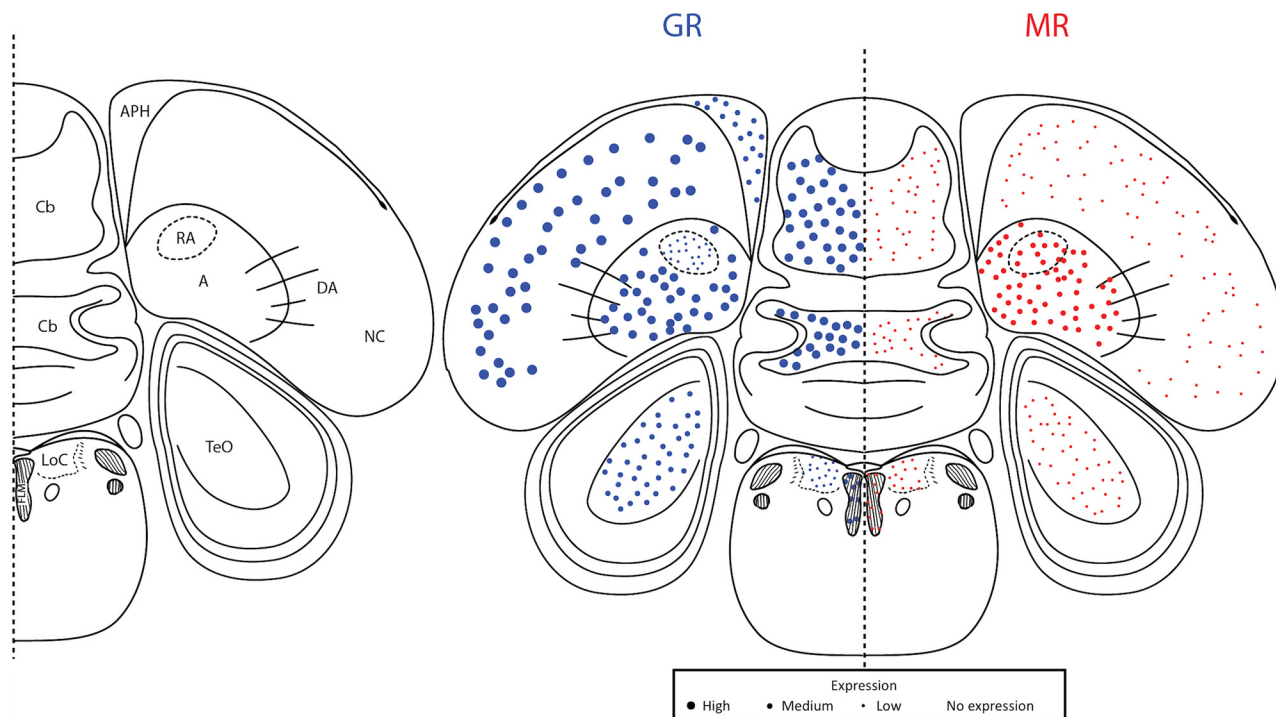 GR
MR
APH
Cb
RA
A
DA
Cb
NC
TeO
LoC
FLM
Expression
High
Medium
Low
No expression